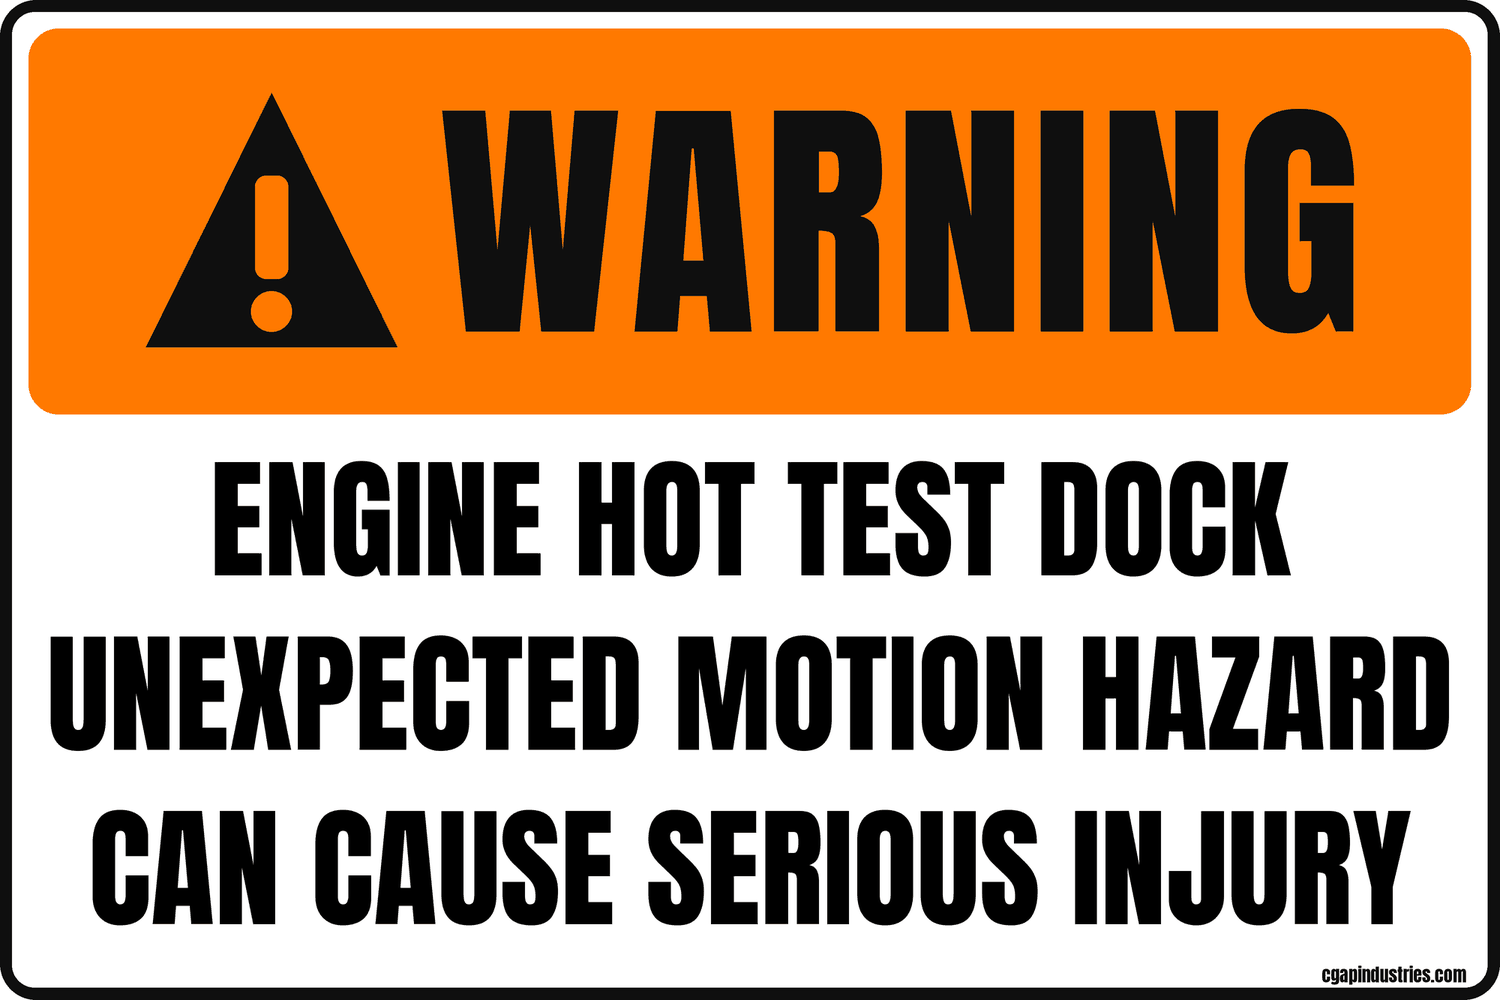 WARNING
ENGINE HOT TEST DOCK
UNEXPECTED MOTION HAZARD
CAN CAUSE SERIOUS INJURY
cgapindustries.com